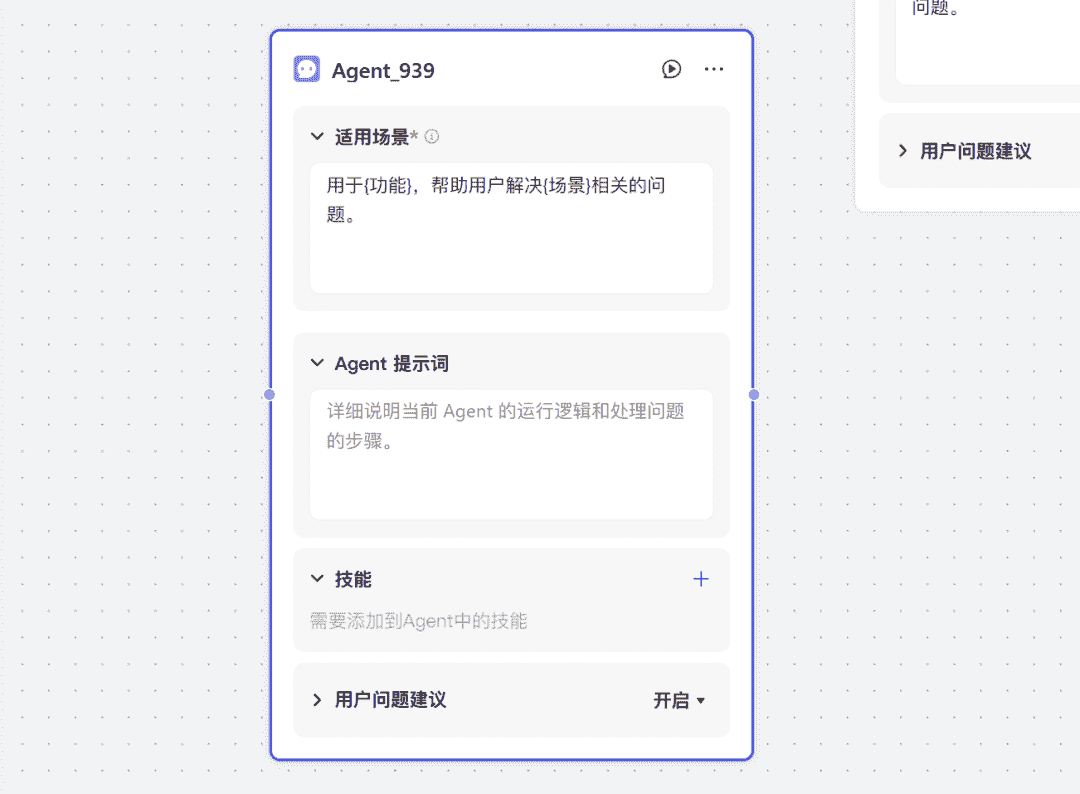 Agent_939
适用场景*
用于{功能}，帮助用户解决{场景}相关的问
题。
Agent 提示词
详细说明当前 Agent 的运行逻辑和处理问题
的步骤。
技能
需要添加到Agent中的技能
用户问题建议
开启
问题。
用户问题建议